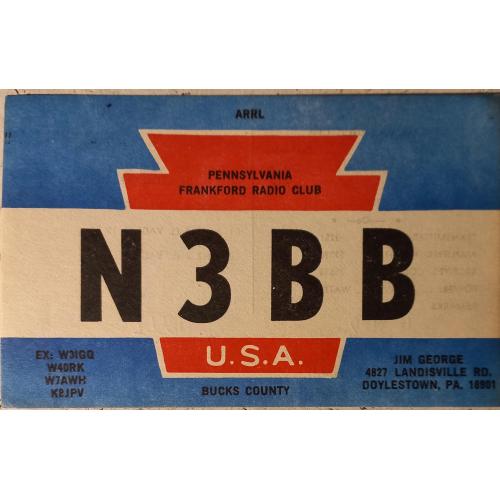 ARRL
PENNSYLVANIA
FRANKFORD RADIO CLUB
N3BB
U.S.A.
EX: W3IGQ
W4ORK
W7AWH
K8JPV
BUCKS COUNTY
JIM GEORGE
4827 LANDISVILLE RD.
DOYLESTOWN, PA. 18901